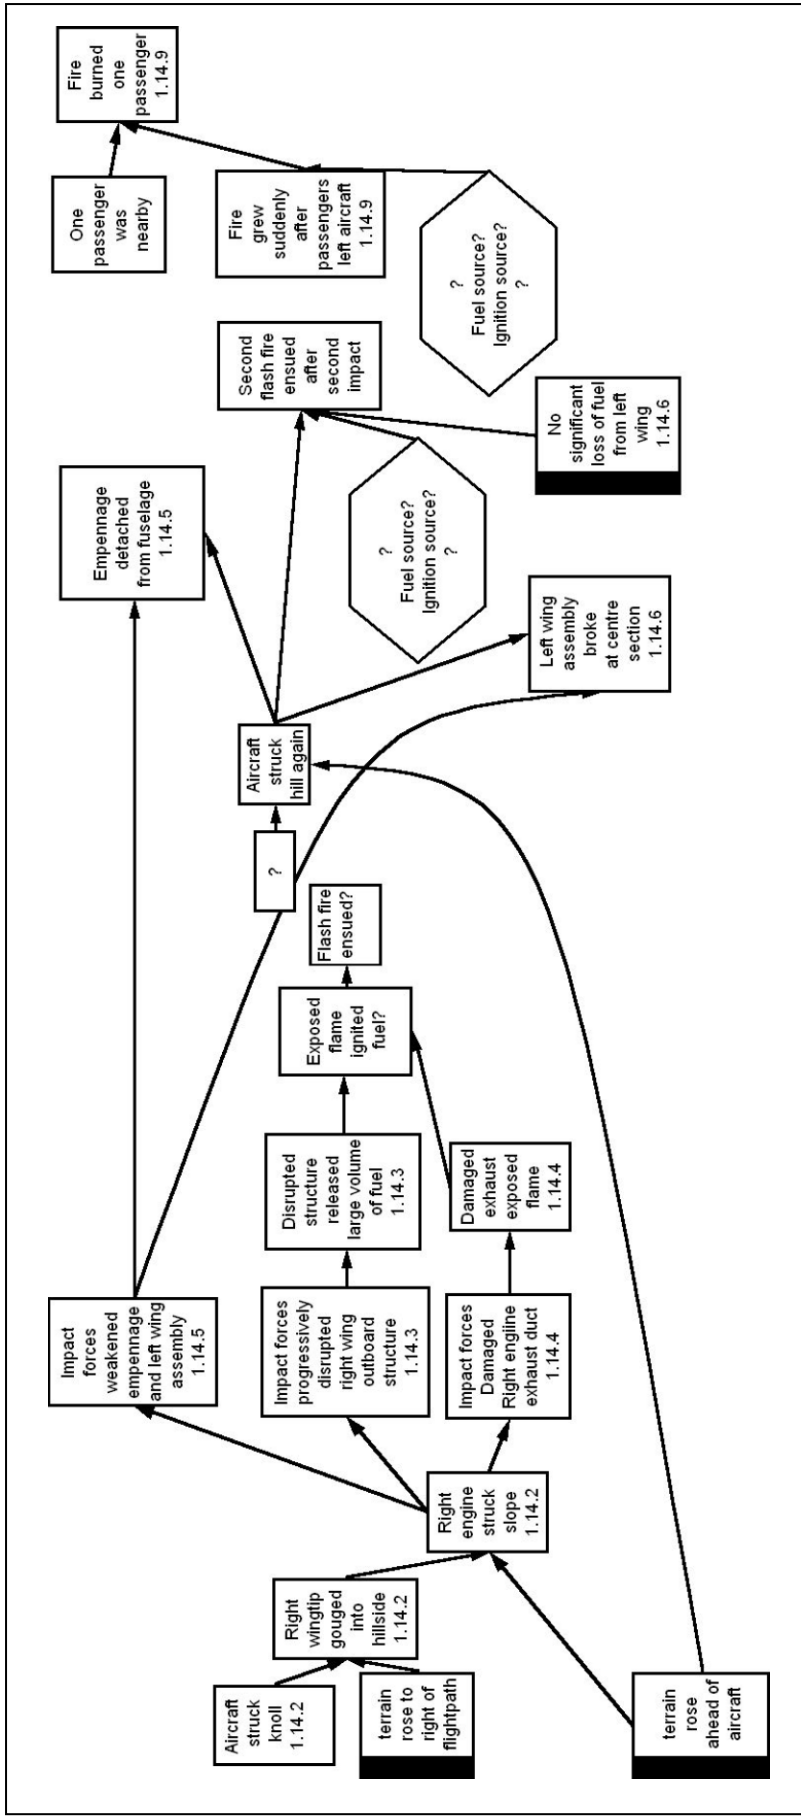 Aircraft
struck
knoll
1.14.2
terrain
rose to
right of
flightpath
terrain
rose
ahead of
aircraft
Right
wingtip
gouged
into
hillside
1.14.2
Right
engine
struck
slope
1.14.2
Impact
forces
weakened
empennage
and left wing
assembly
1.14.5
Impact forces
progressively
disrupted
right wing
outboard
structure
1.14.3
Impact forces
Damaged
Right engline
exhaust duct
1.14.4
Disrupted
structure
released
large volume
of fuel
1.14.3
Damaged
exhaust
exposed
flame
1.14.4
Exposed
flame
ignited
fuel?
Flash fire
ensued?
?
Aircraft
struck
hill again
Empennage
detached
from fuselage
1.14.5
Left wing
assembly
broke
at centre
section
1.14.6
?
Fuel source?
Ignition source?
?
Second
flash fire
ensued
after
second
impact
No
significant
loss of fuel
from left
wing
1.14.6
?
Fuel source?
Ignition source?
?
Fire
grew
suddenly
after
passengers
left aircraft
1.14.9
One
passenger
was
nearby
Fire
burned
one
passenger
1.14.9